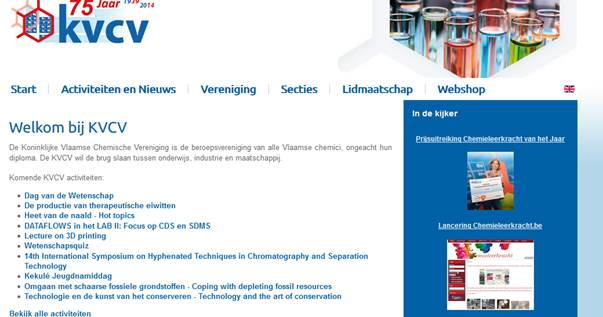 75 Jaar 1939 2014
kvcv
Start
Activiteiten en Nieuws
Vereniging
Secties
Lidmaatschap
Webshop
Welkom bij KVCV
De Koninklijke Vlaamse Chemische Vereniging is de beroepsvereniging van alle Vlaamse chemici, ongeacht hun
diploma. De KVCV wil de brug slaan tussen onderwijs, industrie en maatschappij.
Komende KVCV activiteiten:
Dag van de Wetenschap
De productie van therapeutische eiwitten
Heet van de naald - Hot topics
DATAFLOWS in het LAB II: Focus op CDS en SDMS
Lecture on 3D printing
Wetenschapsquiz
14th International Symposium on Hyphenated Techniques in Chromatography and Separation
Technology
Kekulé Jeugdnamiddag
Omgaan met schaarse fossiele grondstoffen - Coping with depleting fossil resources
Technologie en de kunst van het conserveren - Technology and the art of conservation
Bekijk alle activiteiten
In de kijker
Prijsuitreiking Chemieleerkracht van het Jaar
Lancering Chemieleerkracht.be